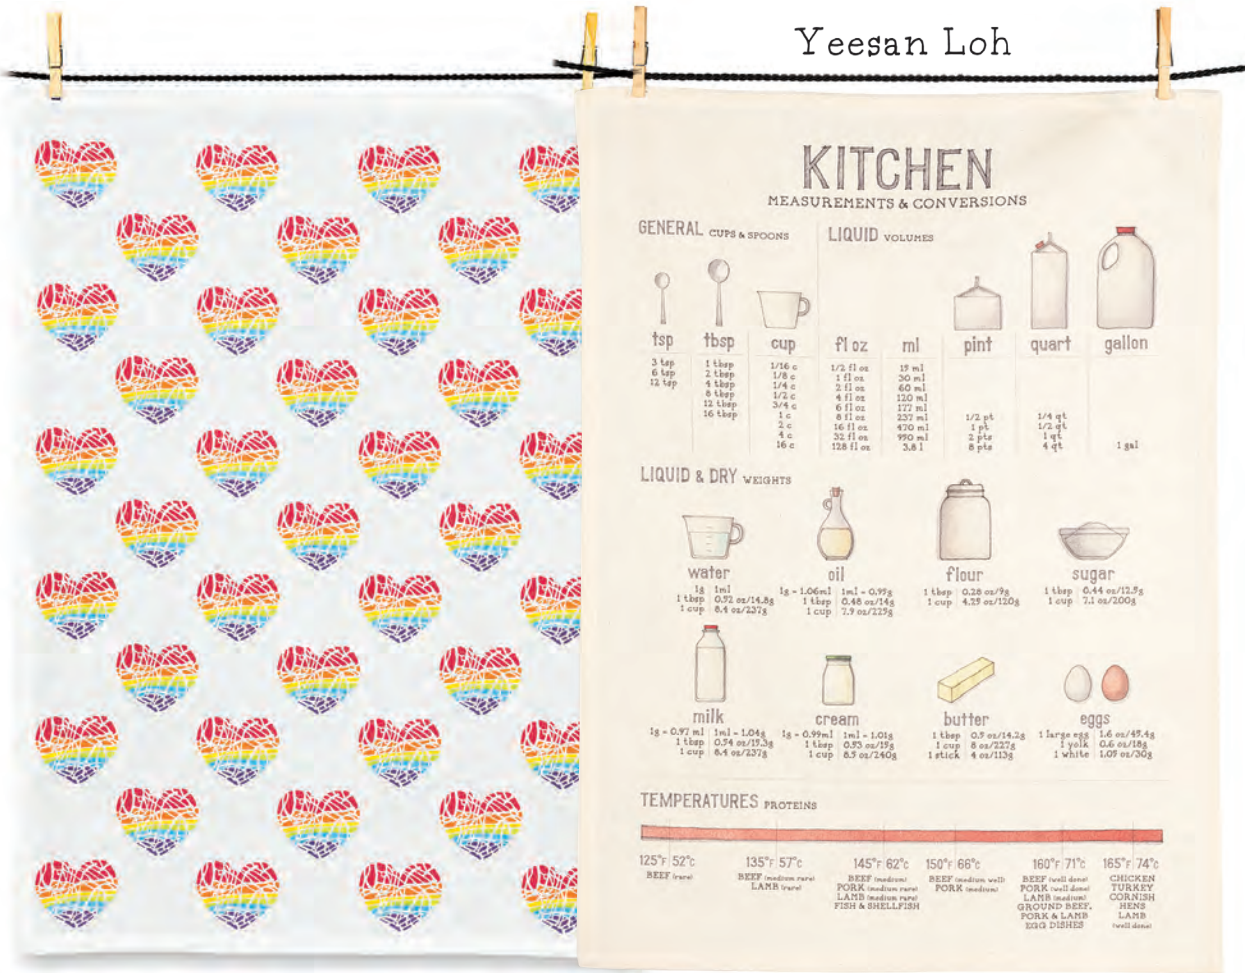 Yeesan Loh
KITCHEN
MEASUREMENTS & CONVERSIONS
GENERAL CUPS & SPOONS
LIQUID VOLUMES
tsp tbsp cup fl oz ml pint quart gallon
3 tsp 1 tbsp 1/16 c 1/2 fl oz 15 ml
6 tsp 2 tbsp 1/8 c 1 fl oz 30 ml
12 tsp 4 tbsp 1/4 c 2 fl oz 60 ml
8 tbsp 1/2 c 4 fl oz 120 ml
12 tbsp 3/4 c 6 fl oz 177 ml
16 tbsp 1 c 8 fl oz 237 ml 1/2 pt 1/4 qt
2 c 16 fl oz 470 ml 1 pt 1/2 qt
4 c 32 fl oz 950 ml 2 pts 1 qt
16 c 128 fl oz 3.8 l 8 pts 4 qt 1 gal
LIQUID & DRY WEIGHTS
water oil flour sugar
1g 1ml 1g = 1.06ml 1ml = 0.95g 1 tbsp 0.28 oz/9g 1 tbsp 0.44 oz/12.5g
1 tbsp 0.52 oz/14.8g 1 tbsp 0.48 oz/14g 1 cup 4.25 oz/120g 1 cup 7.1 oz/200g
1 cup 8.4 oz/237g 1 cup 7.9 oz/225g
milk cream butter eggs
1g = 0.97 ml 1ml = 1.04g 1g = 0.99ml 1ml = 1.01g 1 tbsp 0.5 oz/14.2g 1 large egg 1.6 oz/45.4g
1 tbsp 0.54 oz/15.3g 1 tbsp 0.53 oz/15g 1 cup 8 oz/227g 1 yolk 0.6 oz/18g
1 cup 8.4 oz/237g 1 cup 8.5 oz/240g 1 stick 4 oz/113g 1 white 1.05 oz/30g
TEMPERATURES PROTEINS
125°F 52°C 135°F 57°C 145°F 62°C 150°F 66°C 160°F 71°C 165°F 74°C
BEEF (rare) BEEF (medium rare) BEEF (medium) BEEF (medium well) BEEF (well done) CHICKEN
LAMB (rare) PORK (medium rare) PORK (medium) PORK (well done) TURKEY
LAMB (medium rare) LAMB (medium) CORNISH
FISH & SHELLFISH GROUND BEEF, HENS
PORK & LAMB LAMB
EGG DISHES (well done)